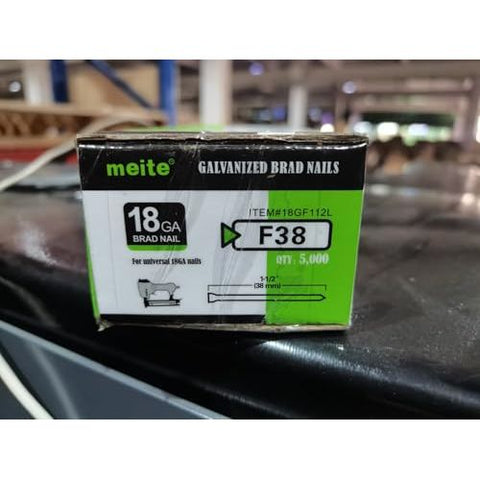 meite® GALVANIZED BRAD NAILS
ITEM#18GF112L
18GA
BRAD NAIL
F38
For universal 18GA nails
QTY. 5,000
1-1/2"
(38 mm)